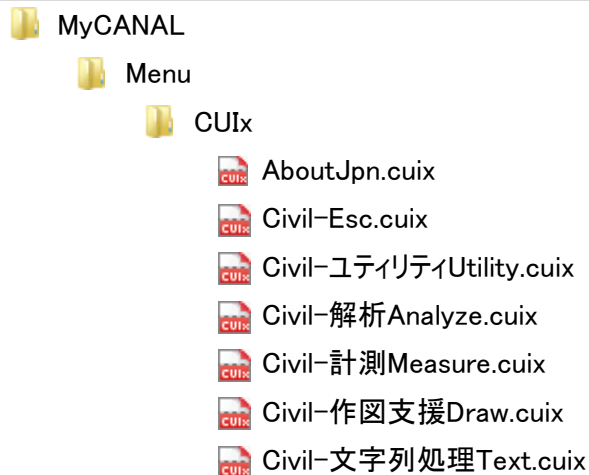 MyCANAL
Menu
CUIx
AboutJpn.cuix
Civil-Esc.cuix
Civil-ユティリティUtility.cuix
Civil-解析Analyze.cuix
Civil-計測Measure.cuix
Civil-作図支援Draw.cuix
Civil-文字列処理Text.cuix